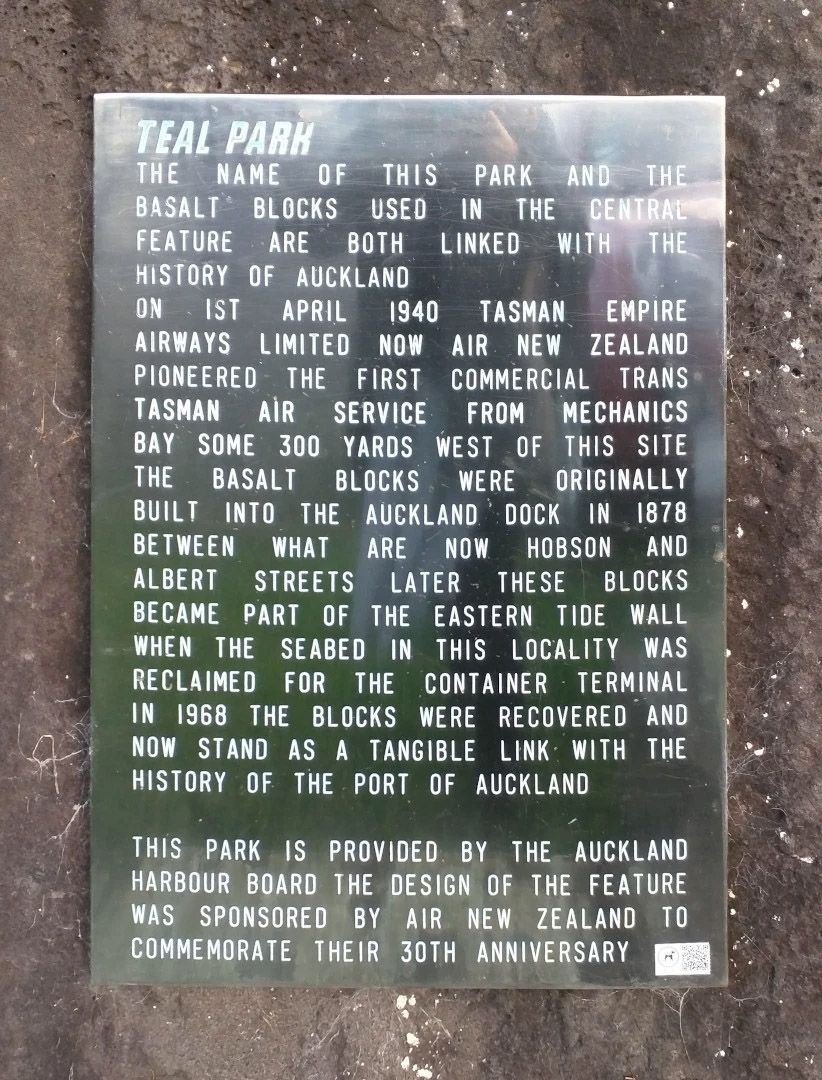 TEAL PARK
THE NAME OF THIS PARK AND THE
BASALT BLOCKS USED IN THE CENTRAL
FEATURE ARE BOTH LINKED WITH THE
HISTORY OF AUCKLAND
ON 1ST APRIL 1940 TASMAN EMPIRE
AIRWAYS LIMITED NOW AIR NEW ZEALAND
PIONEERED THE FIRST COMMERCIAL TRANS
TASMAN AIR SERVICE FROM MECHANICS
BAY SOME 300 YARDS WEST OF THIS SITE
THE BASALT BLOCKS WERE ORIGINALLY
BUILT INTO THE AUCKLAND DOCK IN 1878
BETWEEN WHAT ARE NOW HOBSON AND
ALBERT STREETS LATER THESE BLOCKS
BECAME PART OF THE EASTERN TIDE WALL
WHEN THE SEABED IN THIS LOCALITY WAS
RECLAIMED FOR THE CONTAINER TERMINAL
IN 1968 THE BLOCKS WERE RECOVERED AND
NOW STAND AS A TANGIBLE LINK WITH THE
HISTORY OF THE PORT OF AUCKLAND
THIS PARK IS PROVIDED BY THE AUCKLAND
HARBOUR BOARD THE DESIGN OF THE FEATURE
WAS SPONSORED BY AIR NEW ZEALAND TO
COMMEMORATE THEIR 30TH ANNIVERSARY